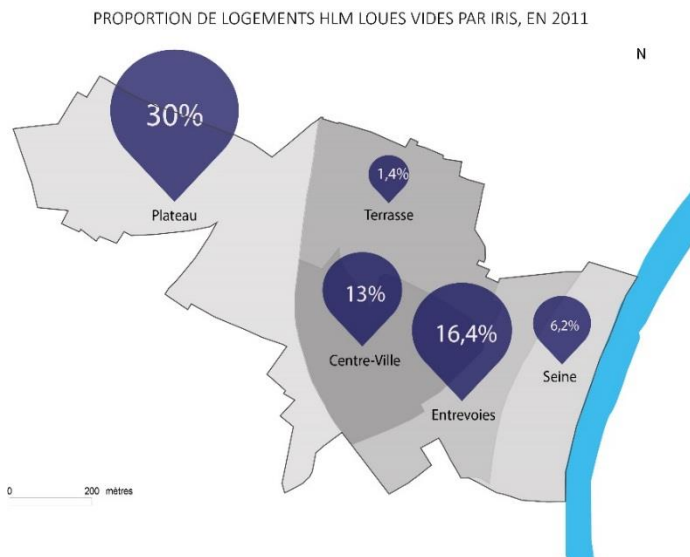 PROPORTION DE LOGEMENTS HLM LOUES VIDES PAR IRIS, EN 2011
N
30%
Plateau
1,4%
Terrasse
13%
Centre-Ville
16,4%
Entrevoies
6,2%
Seine
0 200 mètres